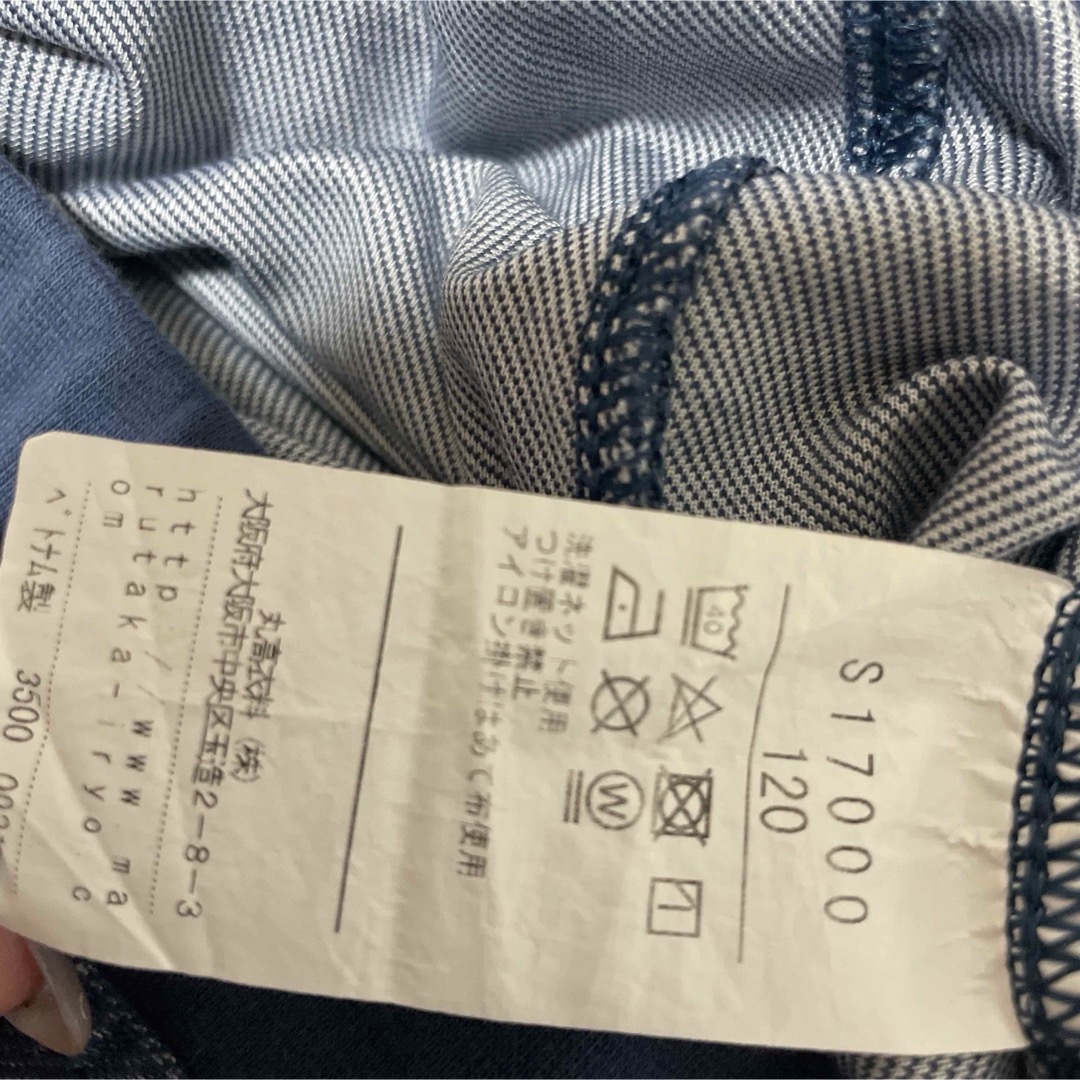 S17000
120
40
W
洗濯ネット使用
つけ置き禁止
アイロン掛けはあて布使用
丸高衣料(株)
大阪府大阪市中央区玉造2-8-3
http://www.ma
rutaka-iryo.c
om
ベトナム製
3500